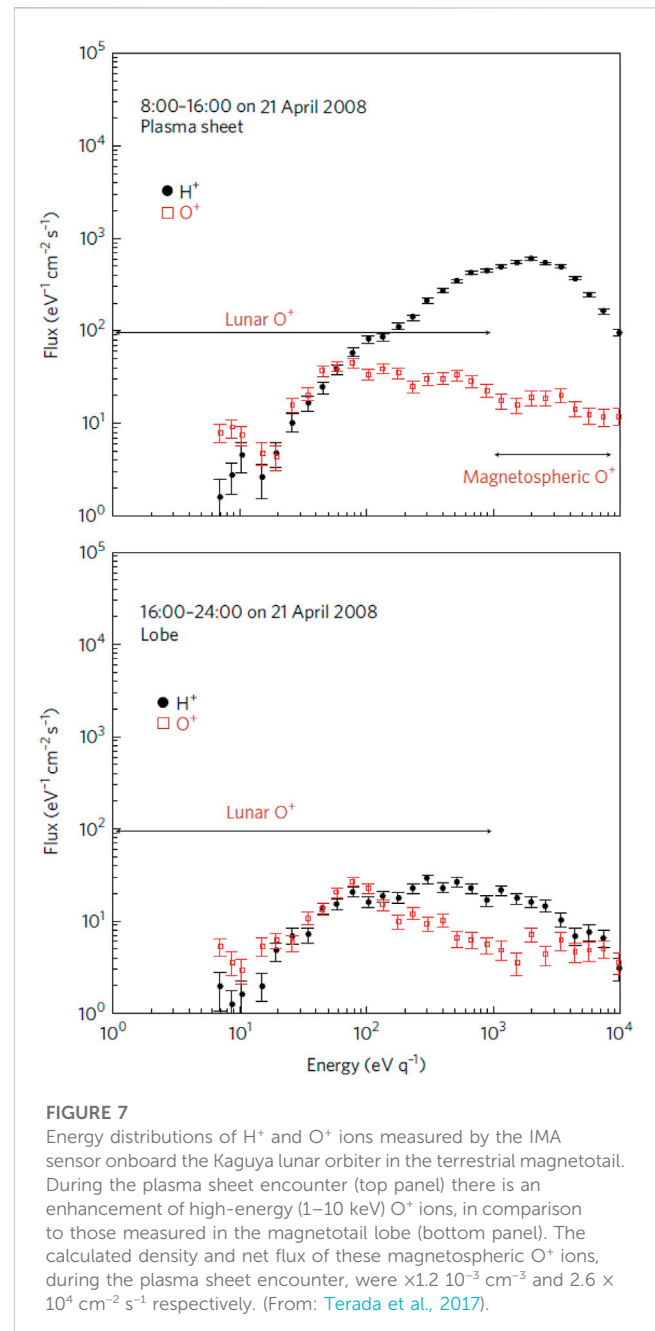 10⁵
8:00–16:00 on 21 April 2008
10⁴
Plasma sheet
H⁺
O⁺
10³
Flux (eV⁻¹ cm⁻² s⁻¹)
Lunar O⁺
10²
10¹
Magnetospheric O⁺
10⁰
10⁵
16:00–24:00 on 21 April 2008
Lobe
10⁴
H⁺
O⁺
10³
Flux (eV⁻¹ cm⁻² s⁻¹)
Lunar O⁺
10²
10¹
10⁰
10⁰ 10¹ 10² 10³ 10⁴
Energy (eV q⁻¹)
FIGURE 7
Energy distributions of H⁺ and O⁺ ions measured by the IMA
sensor onboard the Kaguya lunar orbiter in the terrestrial magnetotail.
During the plasma sheet encounter (top panel) there is an
enhancement of high-energy (1–10 keV) O⁺ ions, in comparison
to those measured in the magnetotail lobe (bottom panel). The
calculated density and net flux of these magnetospheric O⁺ ions,
during the plasma sheet encounter, were ×1.2 10⁻³ cm⁻³ and 2.6 ×
10⁴ cm⁻² s⁻¹ respectively. (From: Terada et al., 2017).